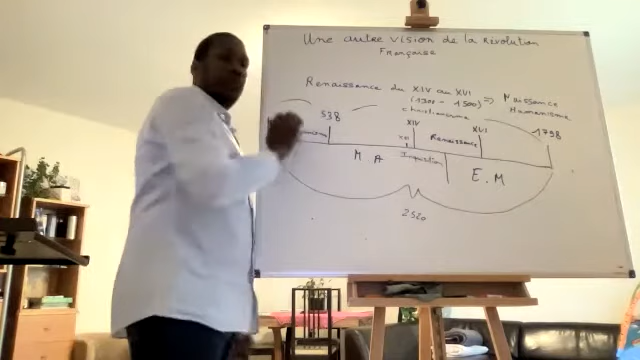 Une autre vision de la Révolution
Française
Renaissance du XIV au XVI
(1300 - 1500) => Naissance
christianisme Humanisme
538 XIV XVI 1798
XII Renaissance
M A Inquisition E.M
2520